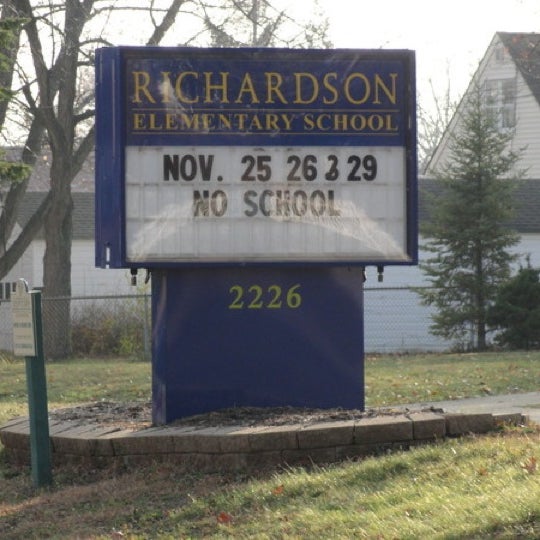 RICHARDSON
ELEMENTARY SCHOOL
NOV. 25 26 & 29
NO SCHOOL
2226